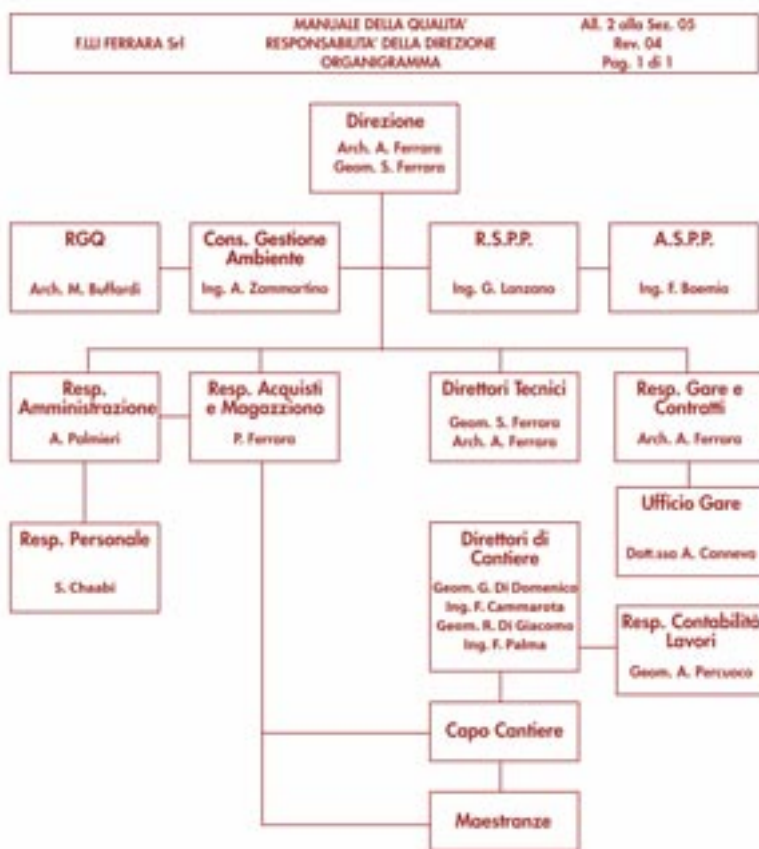 F.LLI FERRARA Srl
MANUALE DELLA QUALITA'
RESPONSABILITA' DELLA DIREZIONE
ORGANIGRAMMA
All. 2 alla Sez. 05
Rev. 04
Pag. 1 di 1
Direzione
Arch. A. Ferrara
Geom. S. Ferrara
RGQ
Arch. M. Buffardi
Cons. Gestione
Ambiente
Ing. A. Zammartino
R.S.P.P.
Ing. G. Lanzano
A.S.P.P.
Ing. F. Boemio
Resp.
Amministrazione
A. Palmieri
Resp. Acquisti
e Magazziono
P. Ferrara
Direttori Tecnici
Geom. S. Ferrara
Arch. A. Ferrara
Resp. Gare e
Contratti
Arch. A. Ferrara
Ufficio Gare
Dott.ssa A. Canneva
Resp. Personale
S. Chaabi
Direttori di
Cantiere
Geom. G. Di Domenico
Ing. F. Cammarota
Geom. R. Di Giacomo
Ing. F. Palma
Resp. Contabilità
Lavori
Geom. A. Percuoco
Capo Cantiere
Maestranze